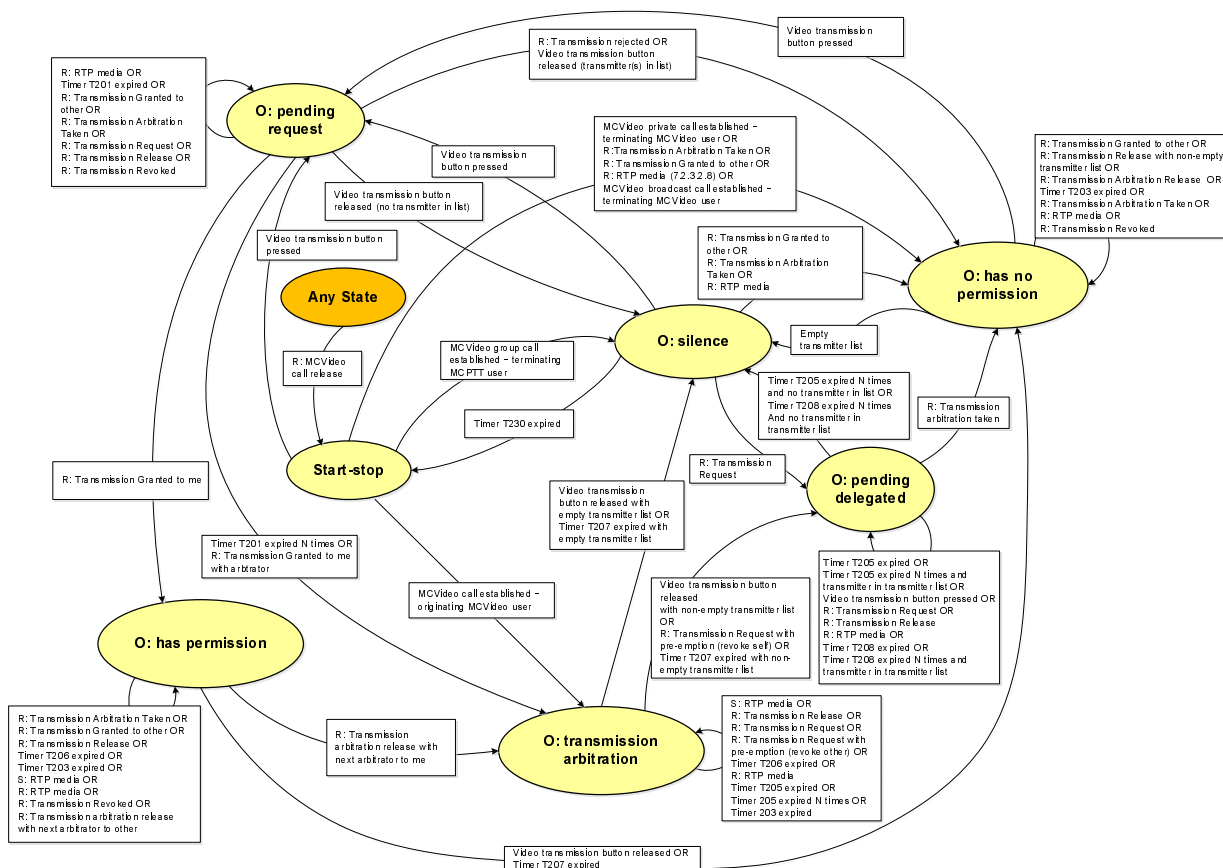 Video transmission
button pressed
R: Transmission rejected OR
Video transmission button
released (transmitter(s) in list)
R: RTP media OR
Timer T201 expired OR
R: Transmission Granted to
other OR
R: Transmission Arbitration
Taken OR
R: Transmission Request OR
R: Transmission Release OR
R: Transmission Revoked
O: pending
request
MCVideo private call established –
terminating MCVideo user OR
R:Transmission Arbitration Taken OR
R: Transmission Granted to other OR
R: RTP media (7.2.3.2.8) OR
MCVideo broadcast call established –
terminating MCVideo user
Video transmission
button pressed
R: Transmission Granted to other OR
R: Transmission Release with non-empty
transmitter list OR
R: Transmission Arbitration Release OR
Timer T203 expired OR
R: Transmission Arbitration Taken OR
R: RTP media OR
R: Transmission Revoked
Video transmission button
released (no transmitter in list)
Video transmission button
pressed
R: Transmission Granted to
other OR
R: Transmission Arbitration
Taken OR
R: RTP media
O: has no
permission
Any State
O: silence
Empty
transmitter list
MCVideo group call
established – terminating
MCPTT user
R: MCVideo
call release
Timer T205 expired N times
and no transmitter in list OR
Timer T208 expired N times
And no transmitter in
transmitter list
R: Transmission
arbitration taken
Timer T230 expired
Start-stop
R: Transmission
Request
O: pending
delegated
R: Transmission Granted to me
Video transmission
button released with
empty transmitter list OR
Timer T207 expired with
empty transmitter list
Timer T201 expired N times OR
R: Transmission Granted to me
with arbtrator
Timer T205 expired OR
Timer T205 expired N times and
transmitter in transmitter list OR
Video transmission button pressed OR
R: Transmission Request OR
R: Transmission Release
R: RTP media OR
Timer T208 expired OR
Timer T208 expired N times and
transmitter in transmitter list
MCVideo call established –
originating MCVideo user
Video transmission button
released
with non-empty transmitter list
OR
R: Transmission Request with
pre-emption (revoke self) OR
Timer T207 expired with non-
empty transmitter list
O: has permission
R: Transmission Arbitration Taken OR
R: Transmission Granted to other OR
R: Transmission Release OR
Timer T206 expired OR
Timer T203 expired OR
S: RTP media OR
R: RTP media OR
R: Transmission Revoked OR
R: Transmission arbitration release
with next arbitrator to other
R: Transmission
arbitration release with
next arbitrator to me
O: transmission
arbitration
S: RTP media OR
R: Transmission Release OR
R: Transmission Request OR
R: Transmission Request with
pre-emption (revoke other) OR
Timer T206 expired OR
R: RTP media
Timer T205 expired OR
Timer 205 expired N times OR
Timer 203 expired
Video transmission button released OR
Timer T207 expired